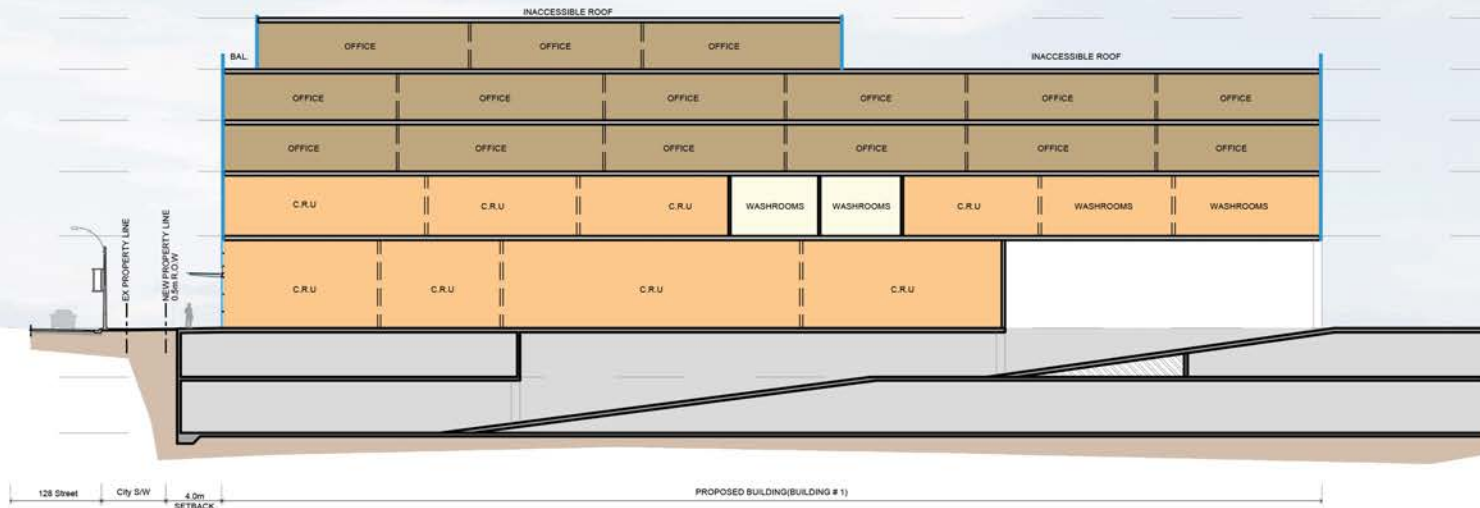 INACCESSIBLE ROOF
OFFICE OFFICE OFFICE
BAL. INACCESSIBLE ROOF
OFFICE OFFICE OFFICE OFFICE OFFICE OFFICE
OFFICE OFFICE OFFICE OFFICE OFFICE OFFICE
C.R.U C.R.U C.R.U WASHROOMS WASHROOMS C.R.U WASHROOMS WASHROOMS
EX PROPERTY LINE
NEW PROPERTY LINE
0.5m R.O.W
C.R.U C.R.U C.R.U C.R.U
128 Street City S/W 4.0m PROPOSED BUILDING(BUILDING # 1)
SETBACK